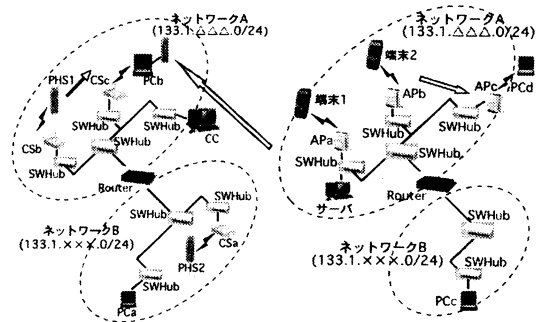 ネットワークA
(133.1.△△△.0/24)
PHS1
CSc
PCb
SWHub
CC
CSb
SWHub
SWHub
Router
SWHub
SWHub
ネットワークB
(133.1.×××.0/24)
CSa
PHS2
SWHub
PCa
ネットワークA
(133.1.△△△.0/24)
端末2
端末1
APb
APc
PCd
SWHub
SWHub
APa
SWHub
SWHub
サーバ
Router
SWHub
ネットワークB
(133.1.×××.0/24)
SWHub
PCc